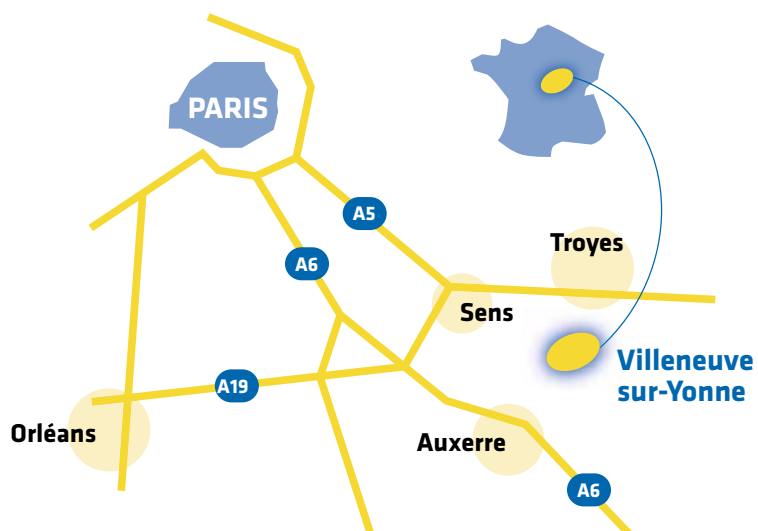 PARIS
A5
Troyes
A6
Sens
Villeneuve
sur-Yonne
A19
Orléans
Auxerre
A6